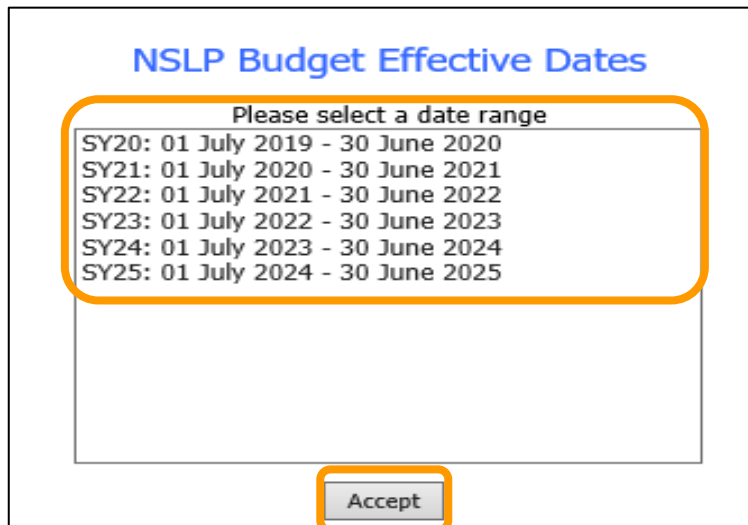 NSLP Budget Effective Dates
Please select a date range
SY20: 01 July 2019 - 30 June 2020
SY21: 01 July 2020 - 30 June 2021
SY22: 01 July 2021 - 30 June 2022
SY23: 01 July 2022 - 30 June 2023
SY24: 01 July 2023 - 30 June 2024
SY25: 01 July 2024 - 30 June 2025
Accept